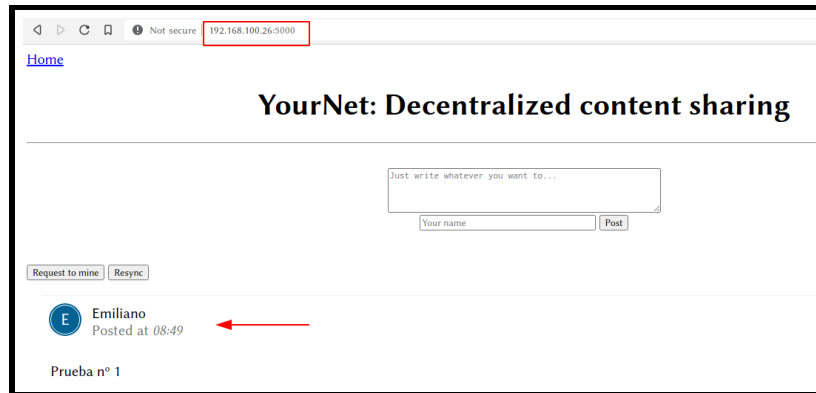 Not secure 192.168.100.26:5000
Home
YourNet: Decentralized content sharing
Just write whatever you want to...
Your name Post
Request to mine Resync
E
Emiliano
Posted at 08:49
Prueba nº 1